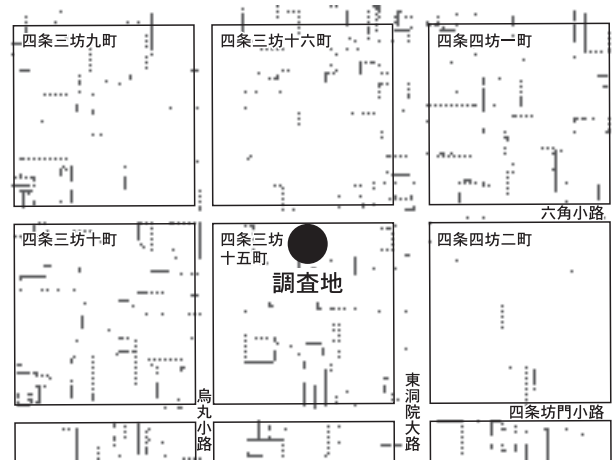 四条三坊九町
四条三坊十六町
四条四坊一町
六角小路
四条三坊十町
四条三坊
十五町
調査地
四条四坊二町
烏丸小路
東洞院大路
四条坊門小路